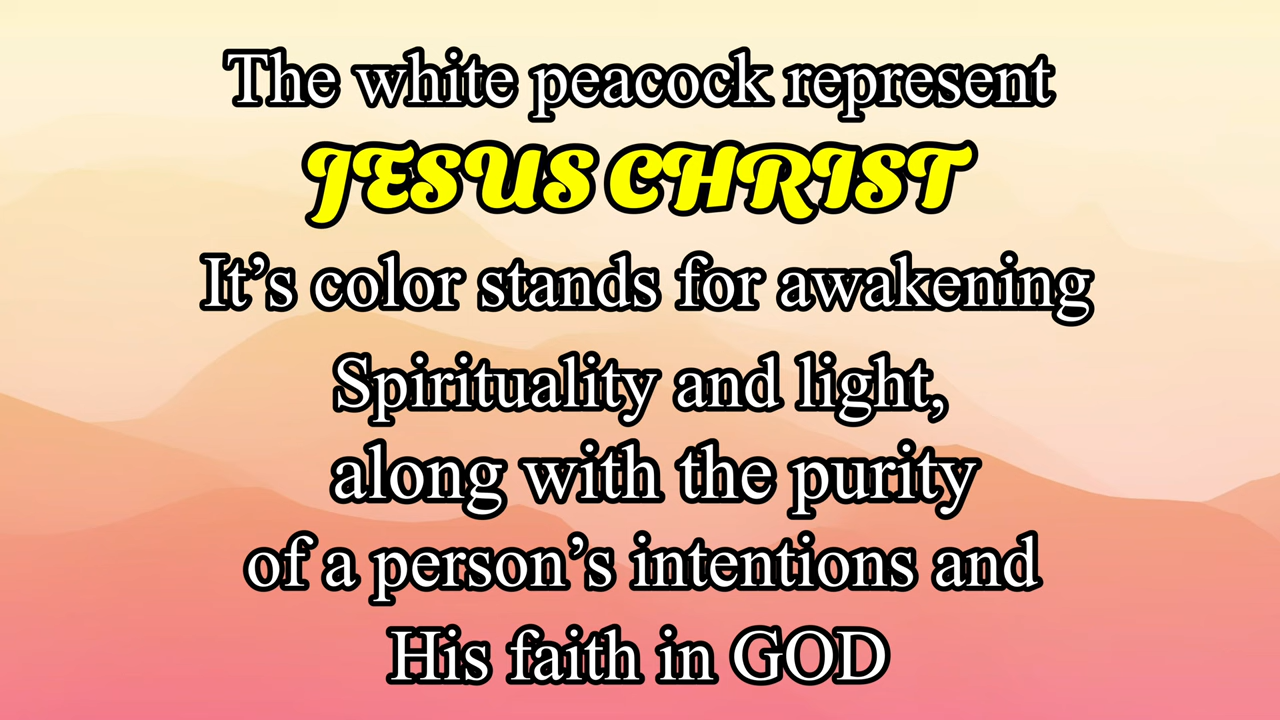 The white peacock represent
JESUS CHRIST
It’s color stands for awakening
Spirituality and light,
along with the purity
of a person’s intentions and
His faith in GOD